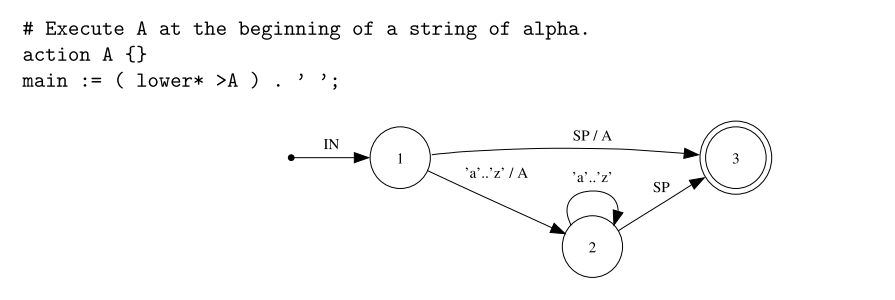 # Execute A at the beginning of a string of alpha.
action A {}
main := ( lower* >A ) . ’ ’;
IN
1
SP / A
3
’a’..’z’ / A
’a’..’z’
SP
2